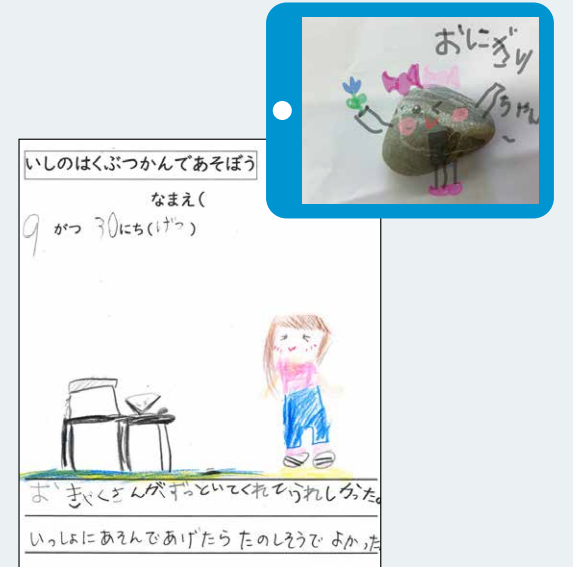 おにぎり
ちゃん
いしのはくぶつかんであそぼう
なまえ(
9がつ 30にち(げつ)
おきゃくさんがずっといてくれてうれしかった。
いっしょにあそんであげたら たのしそうで よかった